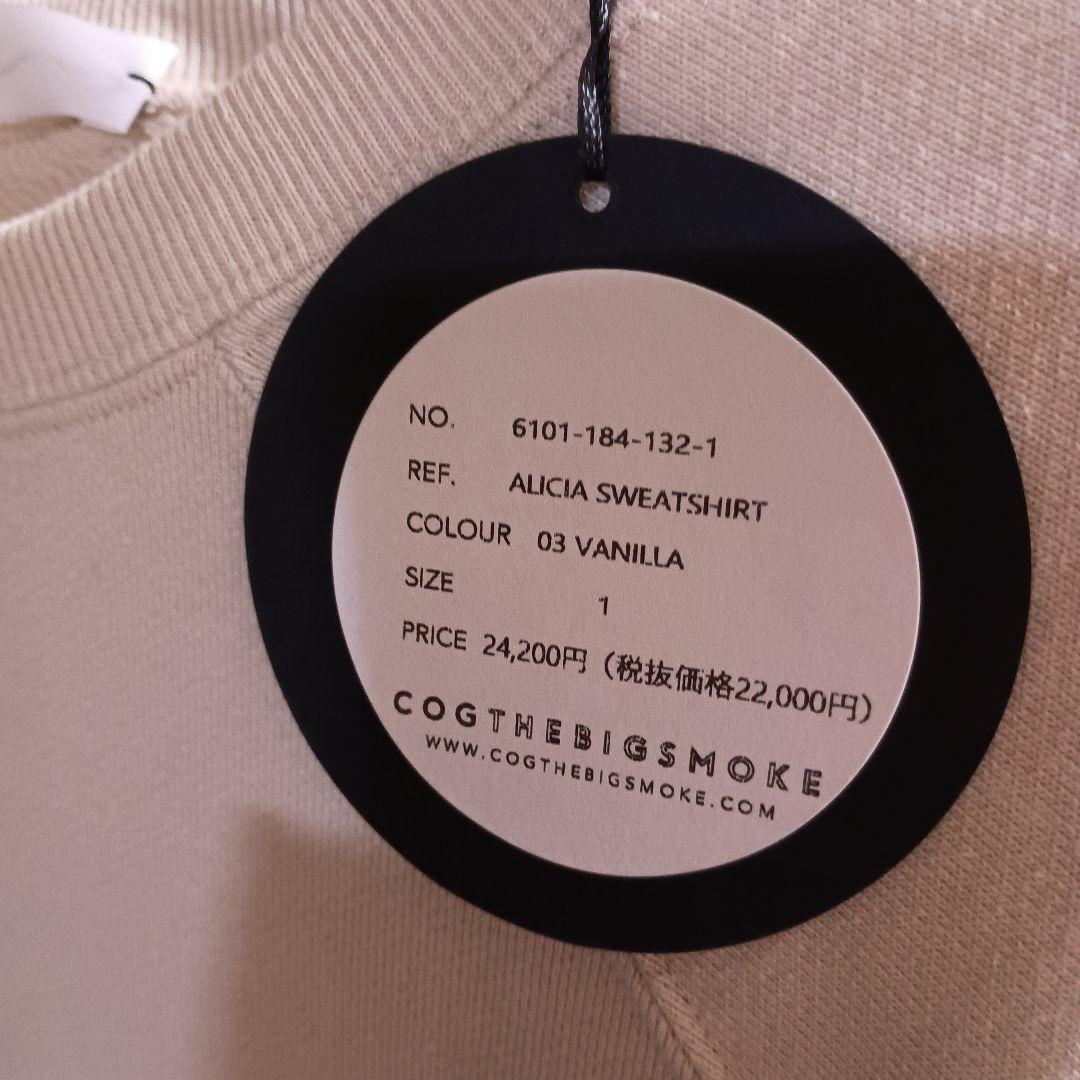 NO. 6101-184-132-1
REF. ALICIA SWEATSHIRT
COLOUR 03 VANILLA
SIZE 1
PRICE 24,200円 (税抜価格22,000円)
COGTHEBIGSMOKE
WWW.COGTHEBIGSMOKE.COM